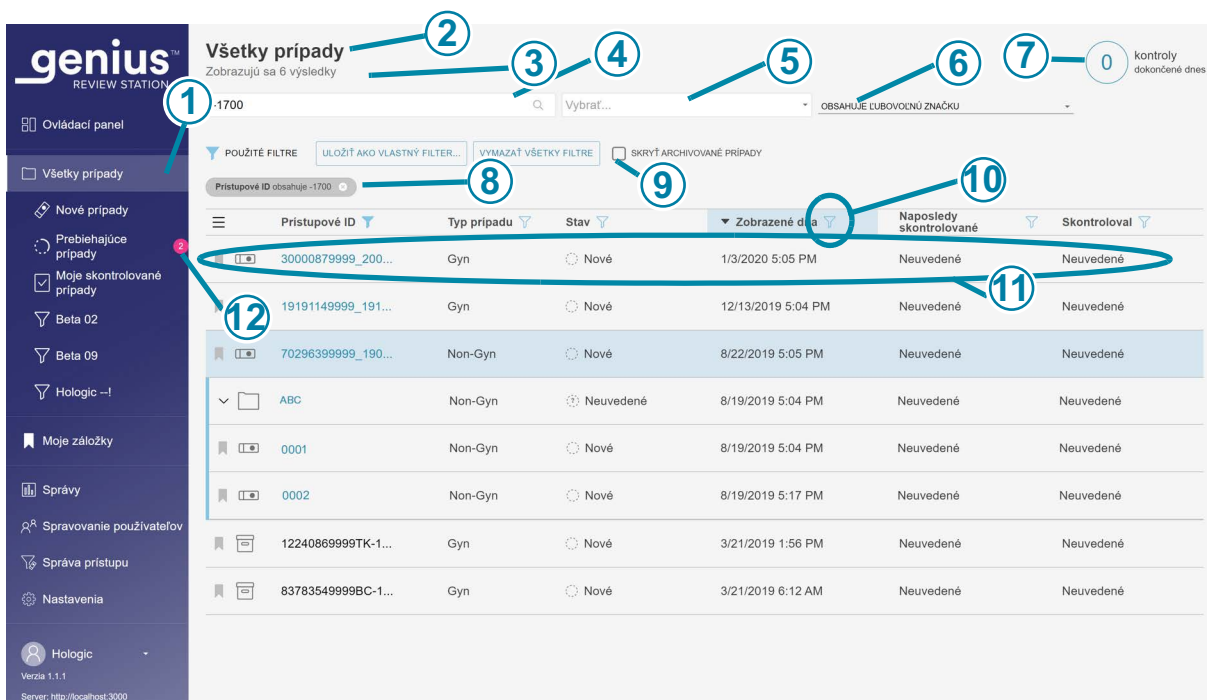 genius™
REVIEW STATION
Ovládací panel
Všetky prípady
Nové prípady
Prebiehajúce
prípady
2
Moje skontrolované
prípady
Beta 02
Beta 09
Hologic --!
Moje záložky
Správy
Spravovanie používateľov
Správa prístupu
Nastavenia
Hologic
Verzia 1.1.1
Server: http://localhost:3000
Všetky prípady
Zobrazujú sa 6 výsledky
-1700
Vybrať...
OBSAHUJE ĽUBOVOĽNÚ ZNAČKU
0
kontroly
dokončené dnes
POUŽITÉ FILTRE
ULOŽIŤ AKO VLASTNÝ FILTER...
VYMAZAŤ VŠETKY FILTRE
SKRYŤ ARCHIVOVANÉ PRÍPADY
Prístupové ID obsahuje -1700
Prístupové ID Typ prípadu Stav Zobrazené dňa Naposledy skontrolované Skontroloval
30000879999_200... Gyn Nové 1/3/2020 5:05 PM Neuvedené Neuvedené
19191149999_191... Gyn Nové 12/13/2019 5:04 PM Neuvedené Neuvedené
70296399999_190... Non-Gyn Nové 8/22/2019 5:05 PM Neuvedené Neuvedené
ABC Non-Gyn Neuvedené 8/19/2019 5:04 PM Neuvedené Neuvedené
0001 Non-Gyn Nové 8/19/2019 5:04 PM Neuvedené Neuvedené
0002 Non-Gyn Nové 8/19/2019 5:17 PM Neuvedené Neuvedené
12240869999TK-1... Gyn Nové 3/21/2019 1:56 PM Neuvedené Neuvedené
83783549999BC-1... Gyn Nové 3/21/2019 6:12 AM Neuvedené Neuvedené
1
2
3
4
5
6
7
8
9
10
11
12